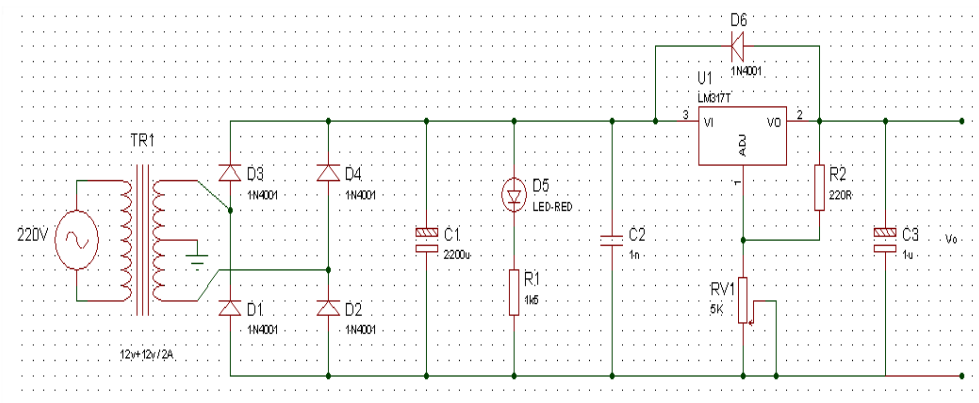 D6
1N4001
U1
LM317T
3
VI
VO
2
ADJ
1
TR1
220V
12v+12v/2A
D3
1N4001
D4
1N4001
D1
1N4001
D2
1N4001
C1
2200u
D5
LED-RED
R1
1k5
C2
1n
R2
220R
RV1
5K
C3
1u
Vo